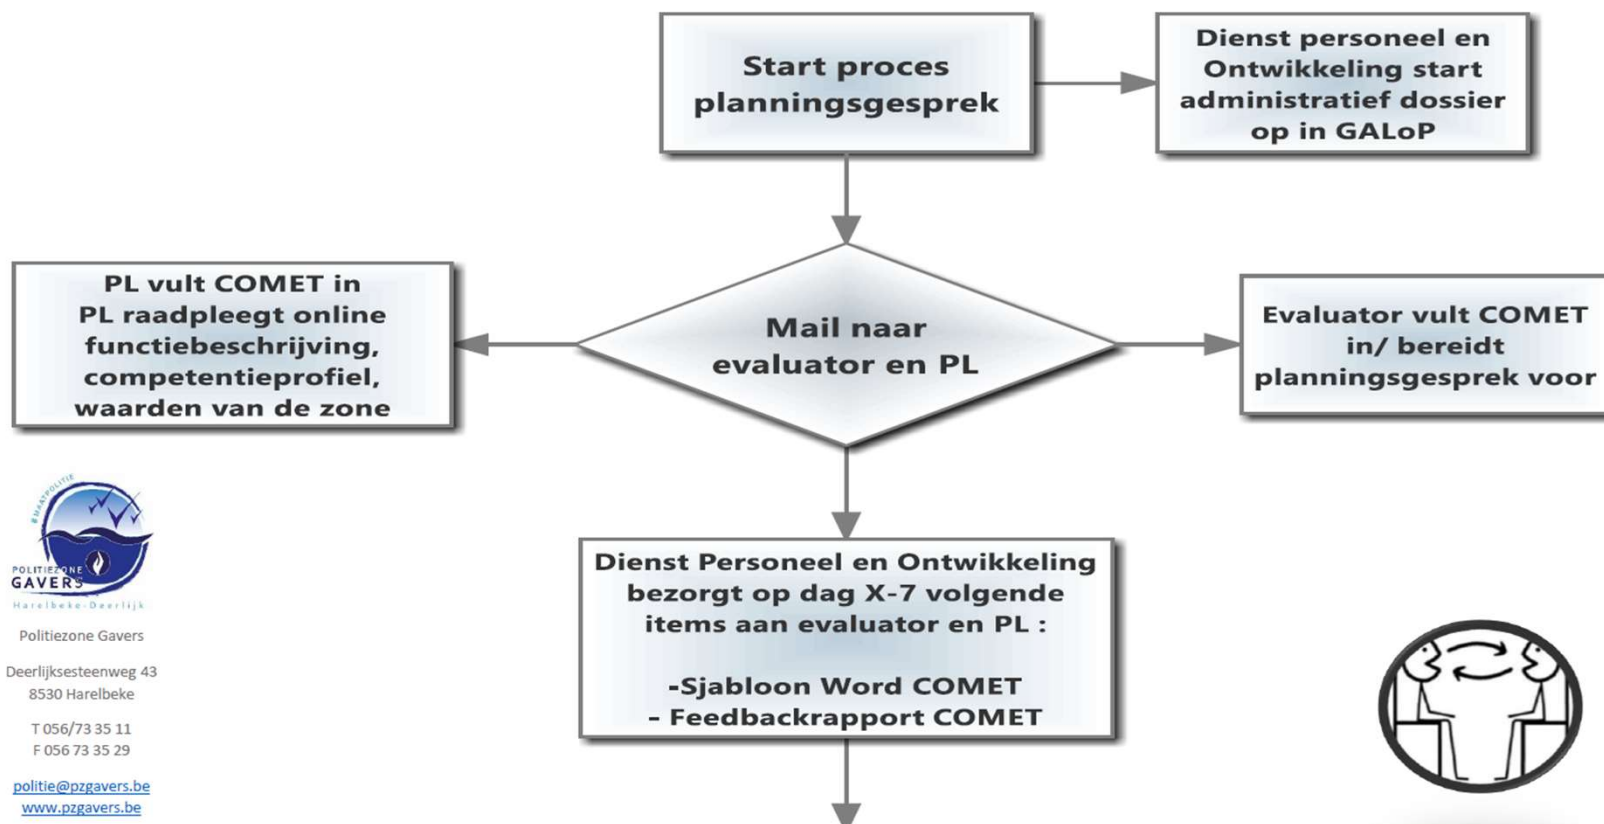 Start proces
planningsgesprek
Dienst personeel en
Ontwikkeling start
administratief dossier
op in GALoP
PL vult COMET in
PL raadpleegt online
functiebeschrijving,
competentieprofiel,
waarden van de zone
Mail naar
evaluator en PL
Evaluator vult COMET
in/ bereidt
planningsgesprek voor
Dienst Personeel en Ontwikkeling
bezorgt op dag X-7 volgende
items aan evaluator en PL :
-Sjabloon Word COMET
- Feedbackrapport COMET
#MAATPOLITIE
POLITIEZONE
GAVERS
Harelbeke-Deerlijk
Politiezone Gavers
Deerlijksesteenweg 43
8530 Harelbeke
T 056/73 35 11
F 056 73 35 29
politie@pzgavers.be
www.pzgavers.be